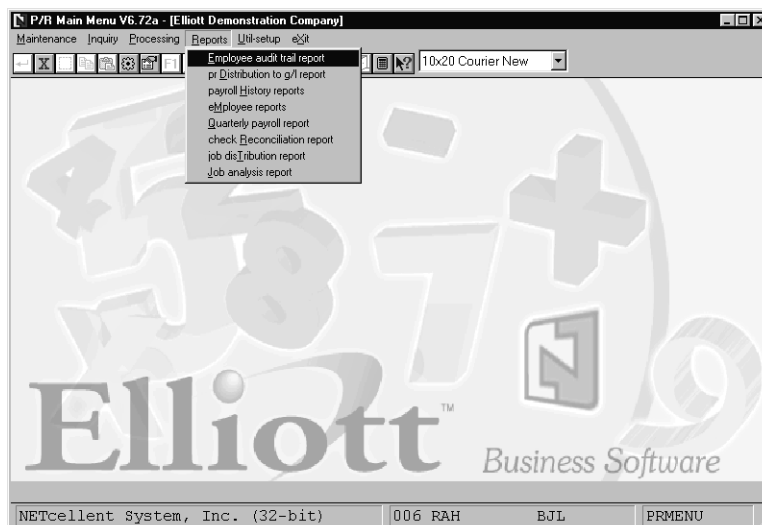 P/R Main Menu V6.72a - [Elliott Demonstration Company]
Maintenance Inquiry Processing Reports Util-setup eXit
F1
10x20 Courier New
Employee audit trail report
pr Distribution to g/l report
payroll History reports
eMployee reports
Quarterly payroll report
check Reconciliation report
job disTribution report
Job analysis report
Elliott™
Business Software
NETcellent System, Inc. (32-bit) 006 RAH BJL PRMENU